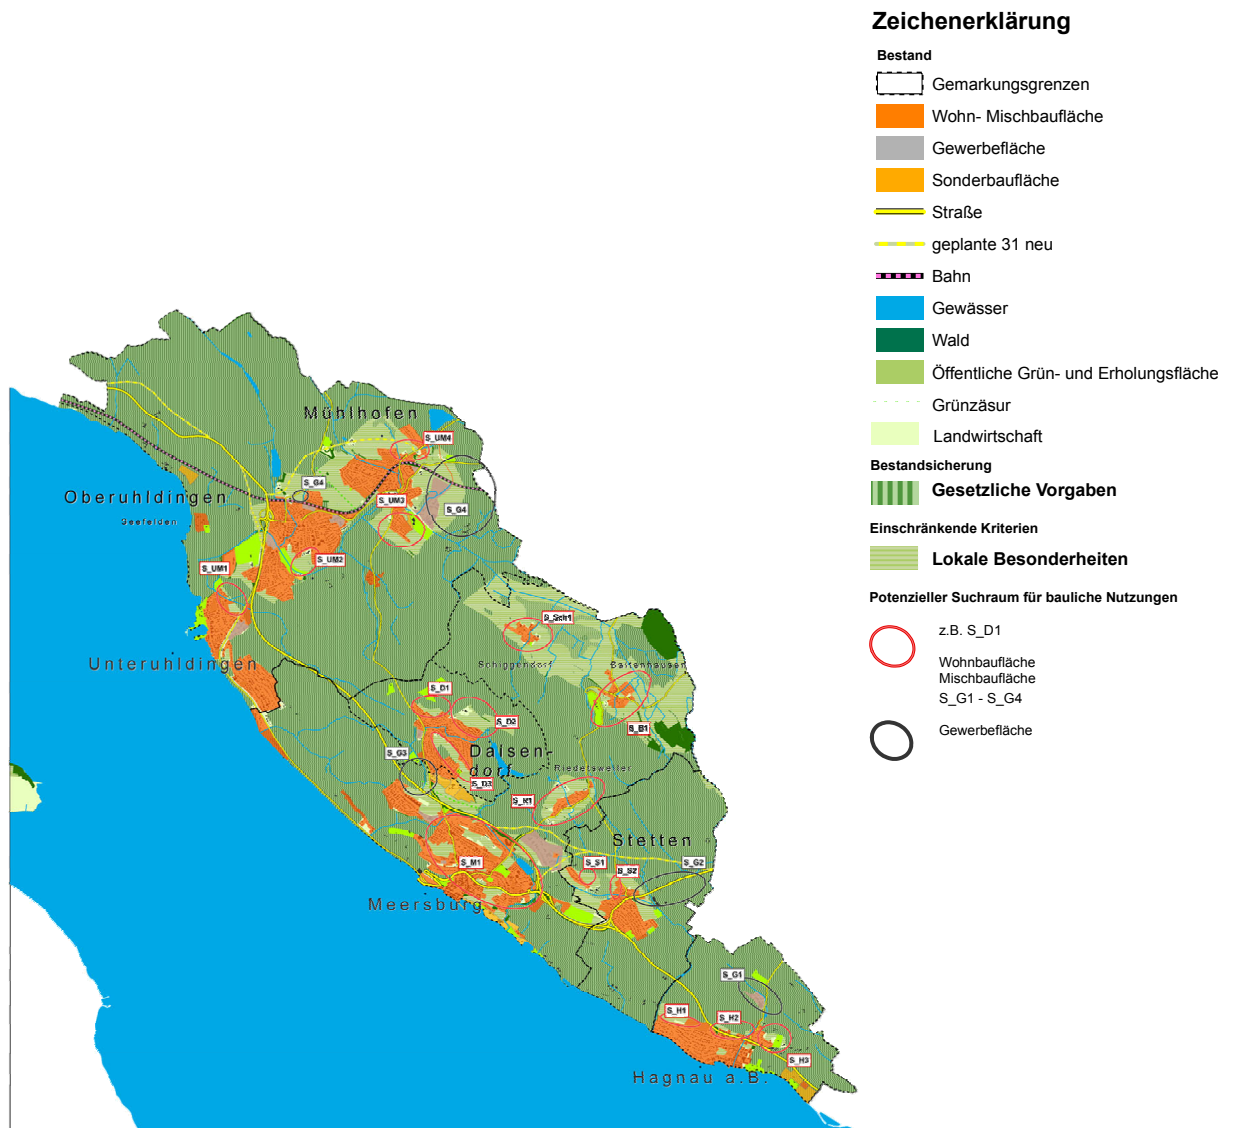 Zeichenerklärung
Bestand
Gemarkungsgrenzen
Wohn- Mischbaufläche
Gewerbefläche
Sonderbaufläche
Straße
geplante 31 neu
Bahn
Gewässer
Wald
Öffentliche Grün- und Erholungsfläche
Grünzäsur
Landwirtschaft
Bestandsicherung
Gesetzliche Vorgaben
Einschränkende Kriterien
Lokale Besonderheiten
Potenzieller Suchraum für bauliche Nutzungen
z.B. S_D1
Wohnbaufläche
Mischbaufläche
S_G1 - S_G4
Gewerbefläche
Mühlhofen
S_UM4
S_G4
Oberuhldingen
S_UM3
S_G4
Seefelden
S_UM2
S_UM1
S_Sch1
Unteruhldingen
Schiggendorf
Baitenhausen
S_D1
S_D2
S_B1
S_G3
Daisen-
dorf
Riedetsweiler
S_D3
S_R1
Stetten
S_M1
S_S1
S_G2
S_S2
Meersburg
S_G1
S_H1
S_H2
S_H3
Hagnau a.B.